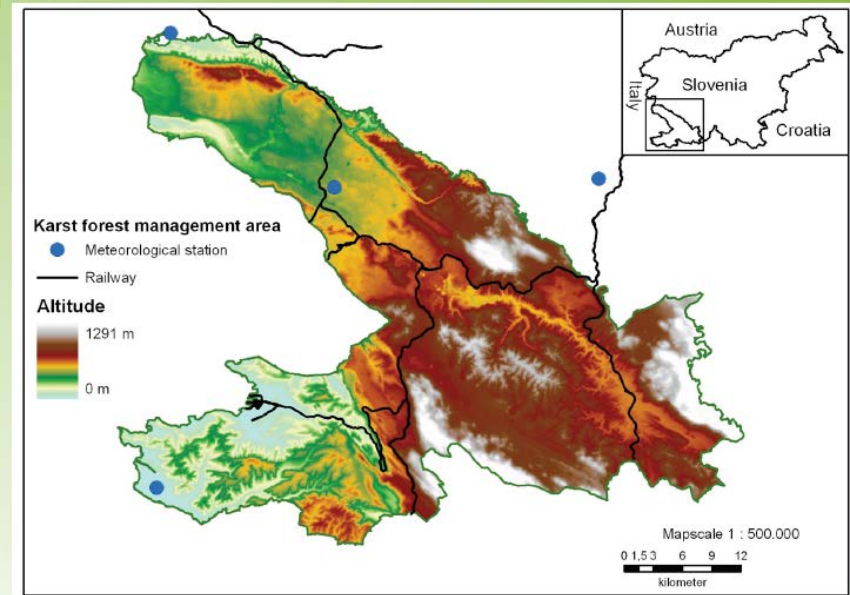 Austria
Slovenia
Italy
Croatia
Karst forest management area
Meteorological station
Railway
Altitude
1291 m
0 m
Mapscale 1 : 500.000
0 1,5 3 6 9 12
kilometer